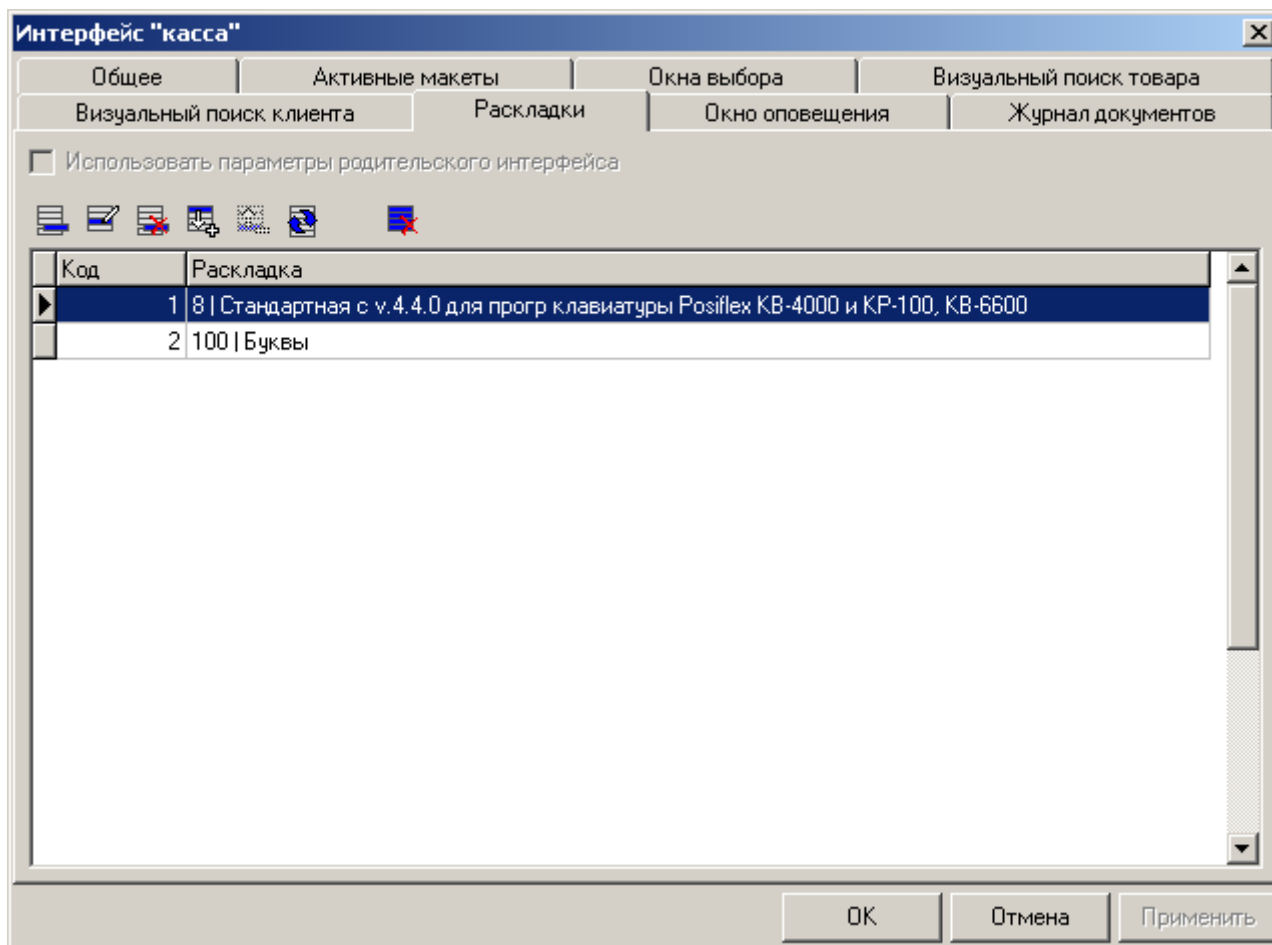 Интерфейс "касса"
Общее Активные макеты Окна выбора Визуальный поиск товара
Визуальный поиск клиента Раскладки Окно оповещения Журнал документов
Использовать параметры родительского интерфейса
Код Раскладка
1 8 | Стандартная с v.4.4.0 для прогр клавиатуры Posiflex KB-4000 и KP-100, KB-6600
2 100 | Буквы
OK Отмена Применить